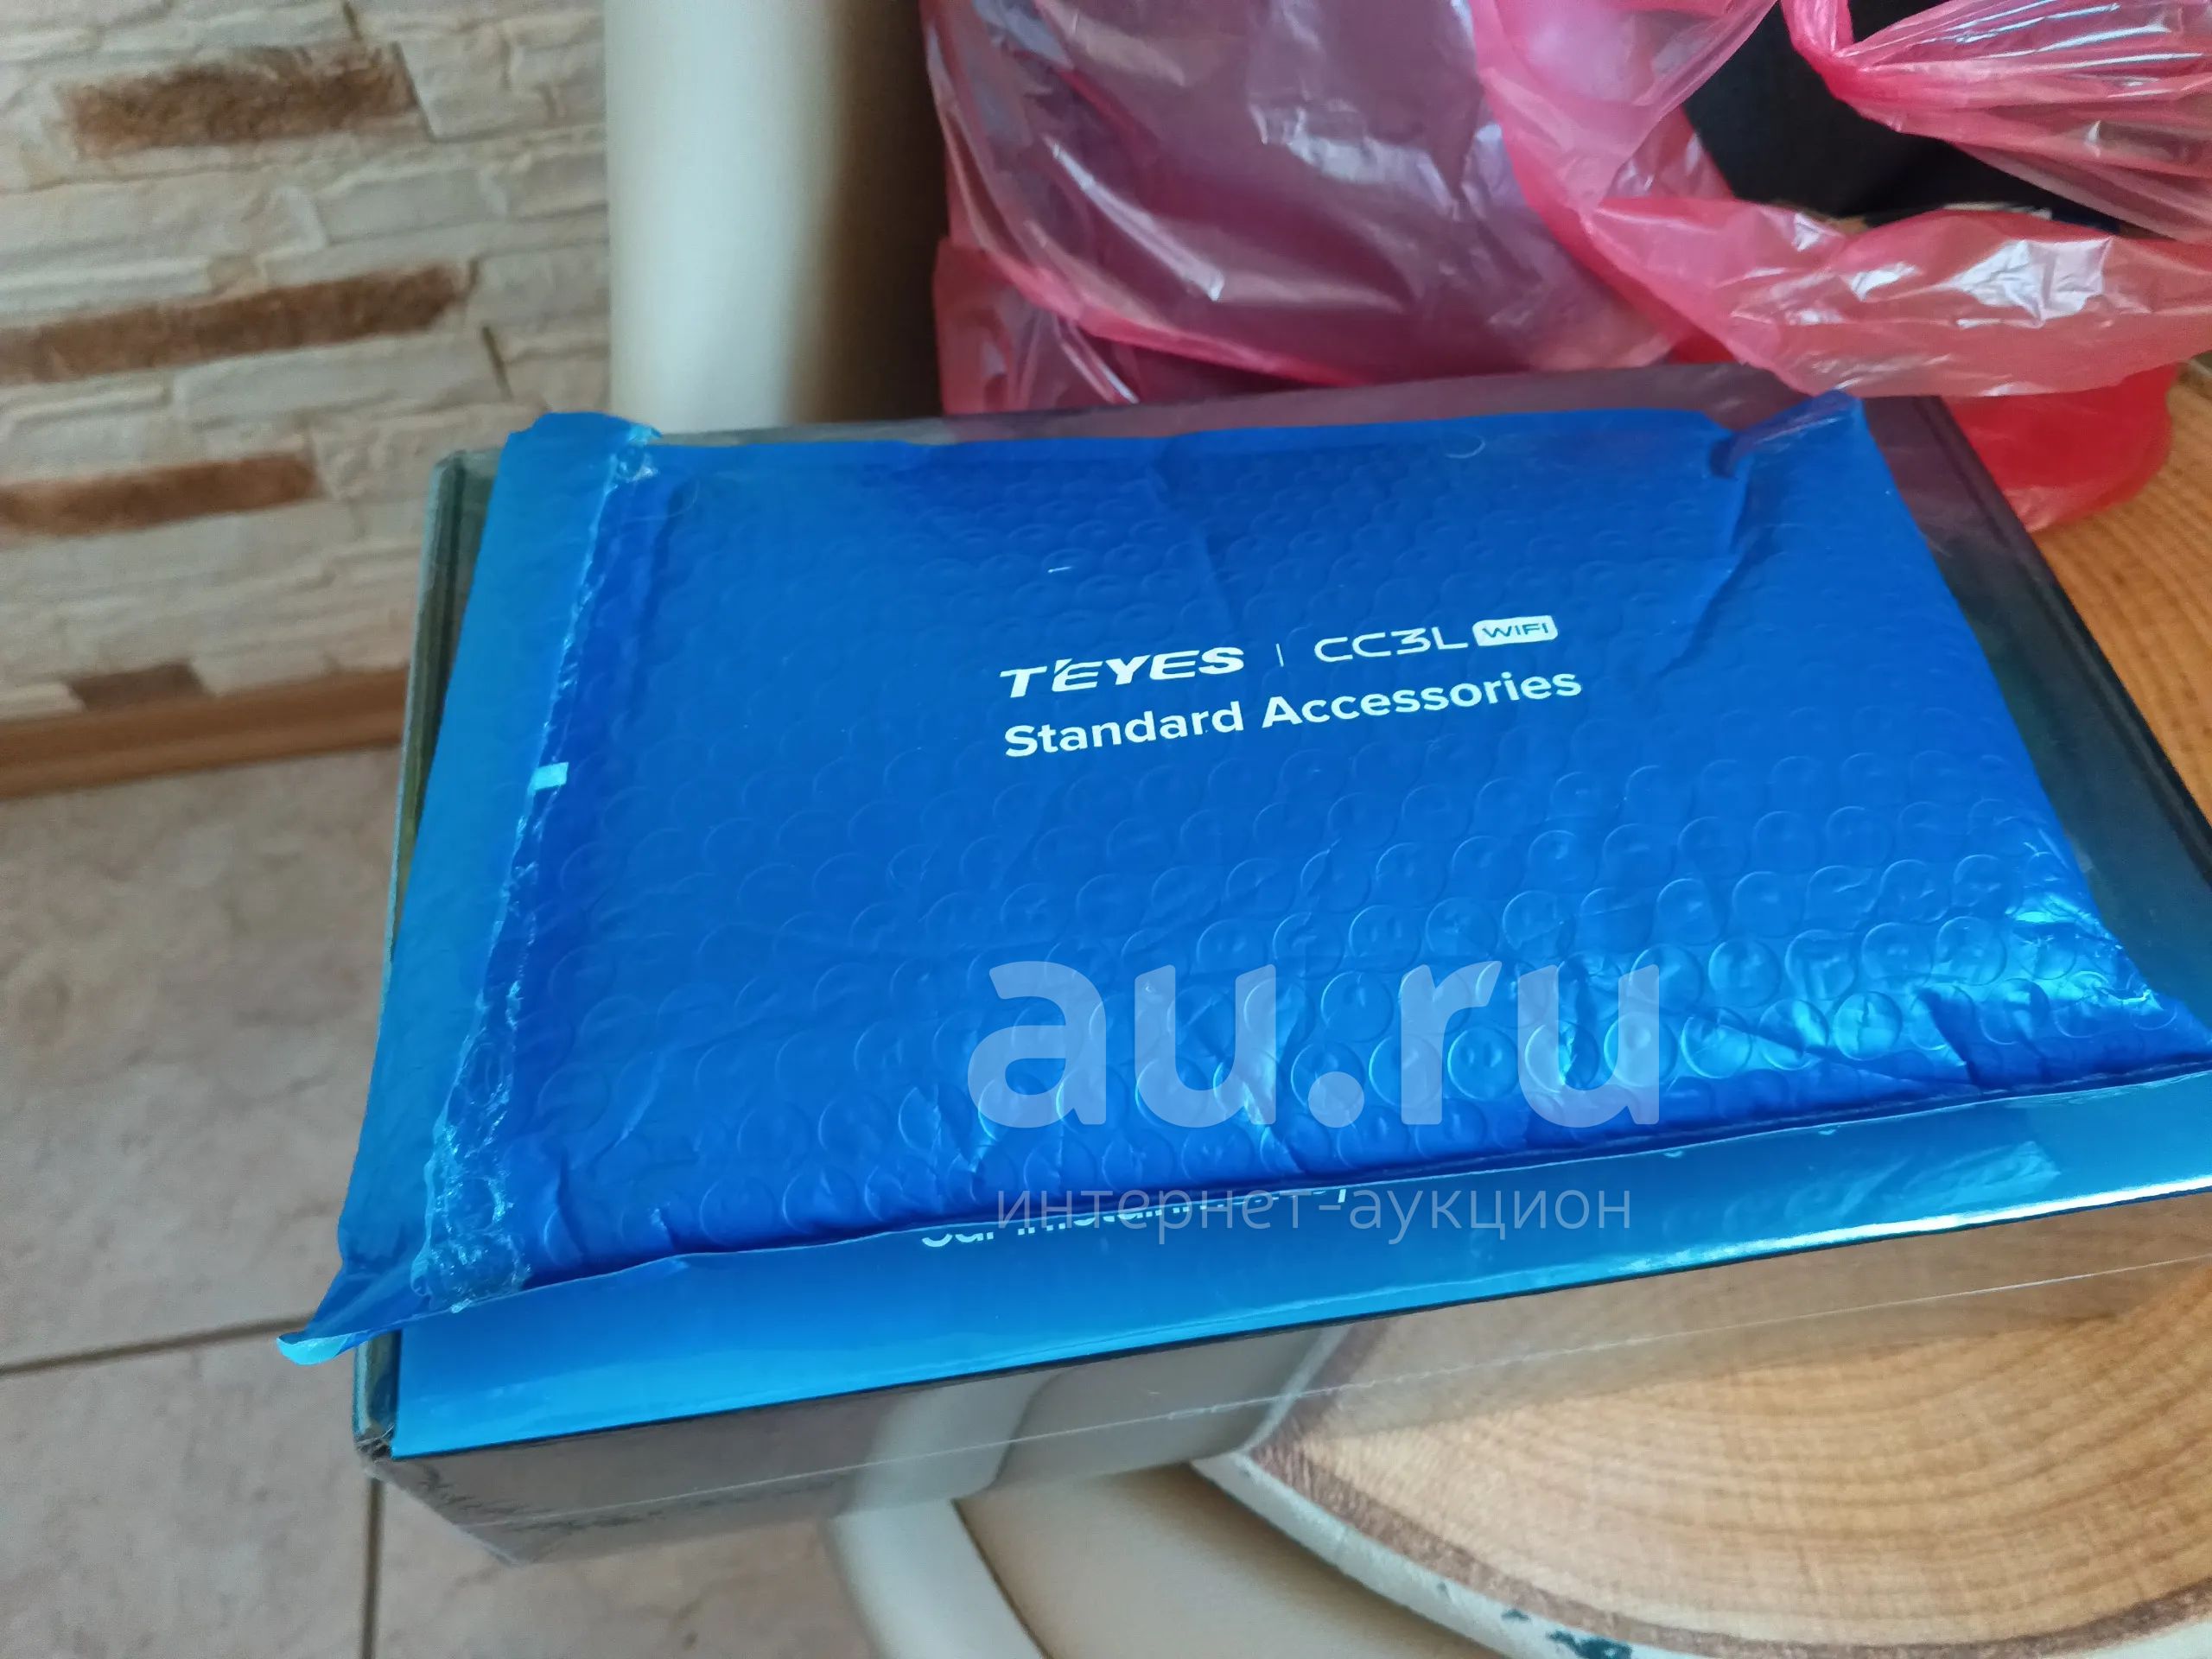 TEYES | CC3L WIFI
Standard Accessories
au.ru
интернет-аукцион